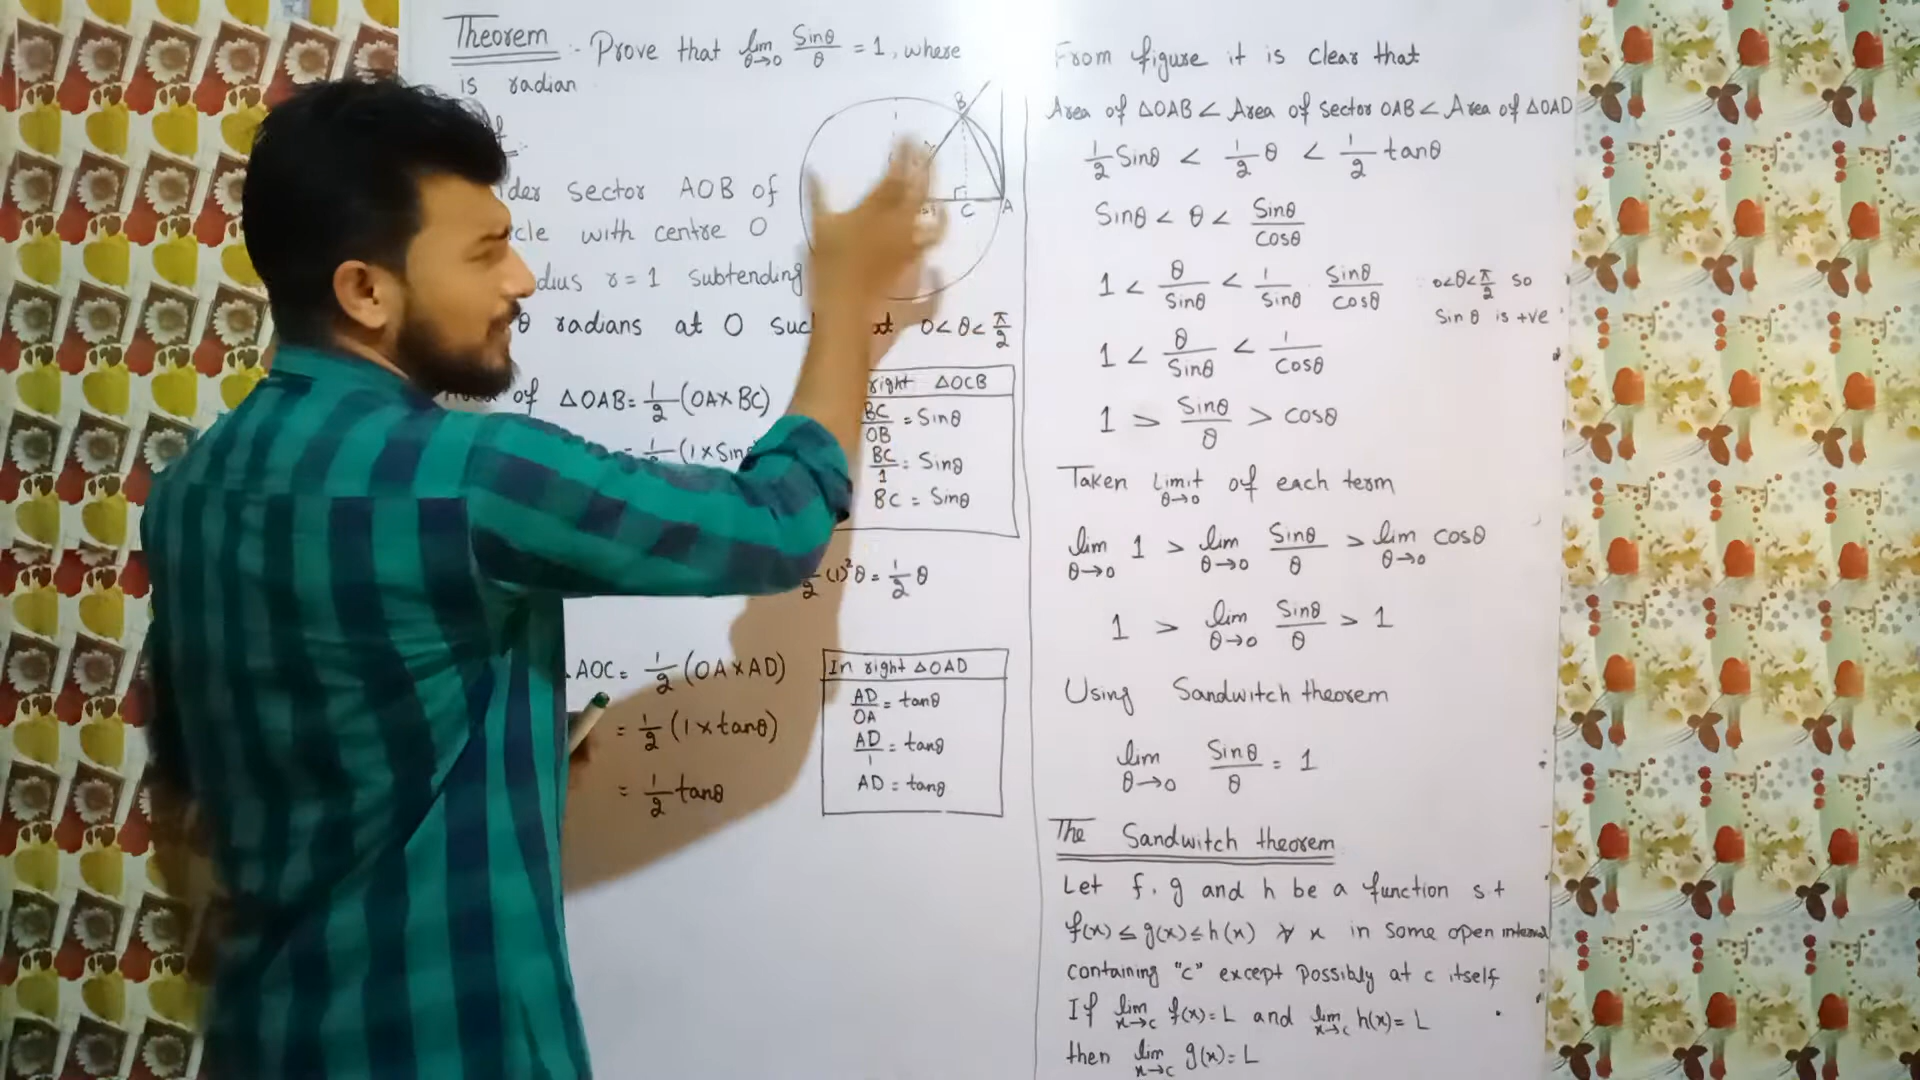 Theorem :- Prove that lim θ→0 Sinθ/θ = 1, where
is radian
sector AOB of
with centre O
r = 1 subtending
θ radians at O 0<θ<π/2
B
C A
of ΔOAB = 1/2 (OA×BC)
= 1/2 (1×Sin
right ΔOCB
BC/OB = Sinθ
BC/1 = Sinθ
BC = Sinθ
(1)²θ = 1/2 θ
AOC = 1/2 (OA×AD)
= 1/2 (1×tanθ)
= 1/2 tanθ
In right ΔOAD
AD/OA = tanθ
AD/1 = tanθ
AD = tanθ
From figure it is clear that
Area of ΔOAB < Area of sector OAB < Area of ΔOAD
1/2 Sinθ < 1/2 θ < 1/2 tanθ
Sinθ < θ < Sinθ/Cosθ
1 < θ/Sinθ < 1/Sinθ Sinθ/Cosθ
0<θ<π/2 so
Sin θ is +ve
1 < θ/Sinθ < 1/Cosθ
1 > Sinθ/θ > Cosθ
Taken Limit θ→0 of each term
lim θ→0 1 > lim θ→0 Sinθ/θ > lim θ→0 Cosθ
1 > lim θ→0 Sinθ/θ > 1
Using Sandwitch theorem
lim θ→0 Sinθ/θ = 1
The Sandwitch theorem
Let f, g and h be a function s.t
f(x) ≤ g(x) ≤ h(x) ∀ x in some open interval
containing "c" except possibly at c itself
If lim x→c f(x) = L and lim x→c h(x) = L
then lim x→c g(x) = L